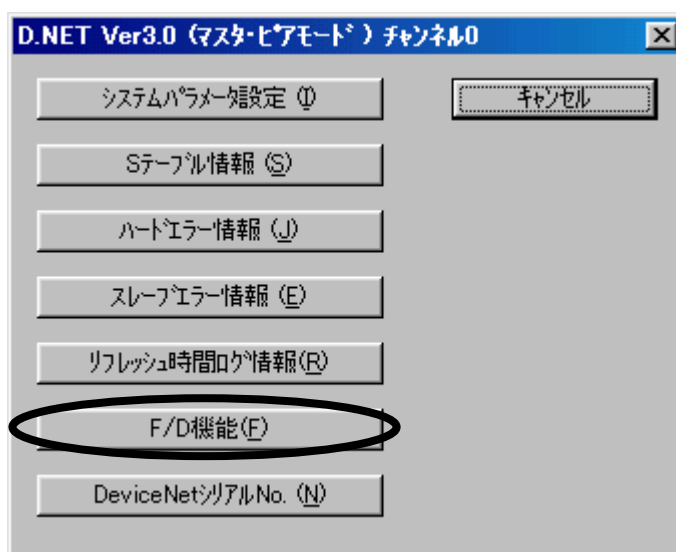 D.NET Ver3.0 (ﾏｽﾀ･ﾋﾟｱﾓｰﾄﾞ) ﾁｬﾝﾈﾙ0
ｼｽﾃﾑﾊﾟﾗﾒｰﾀ設定 (I)
キャンセル
Sﾃｰﾌﾞﾙ情報 (S)
ﾊｰﾄﾞｴﾗｰ情報 (J)
ｽﾚｰﾌﾞｴﾗｰ情報 (E)
ﾘﾌﾚｯｼｭ時間ﾛｸﾞ情報(R)
F/D機能(F)
DeviceNetｼﾘｱﾙNo. (N)